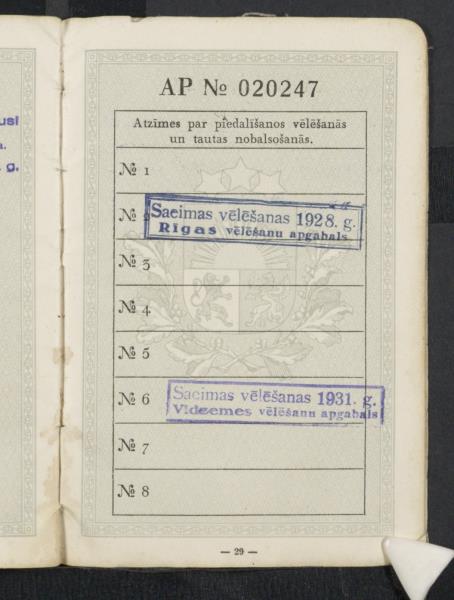 usi
a.
g.
AP № 020247
Atzīmes par piedalīšanos vēlēšanās
un tautas nobalsošanās.
№ 1
№ 2
Saeimas vēlēšanas 1928. g.
Rīgas vēlēšanu apgabals
№ 3
№ 4
№ 5
№ 6
Saeimas vēlēšanas 1931. g.
Vidzemes vēlēšanu apgabals
№ 7
№ 8
— 29 —